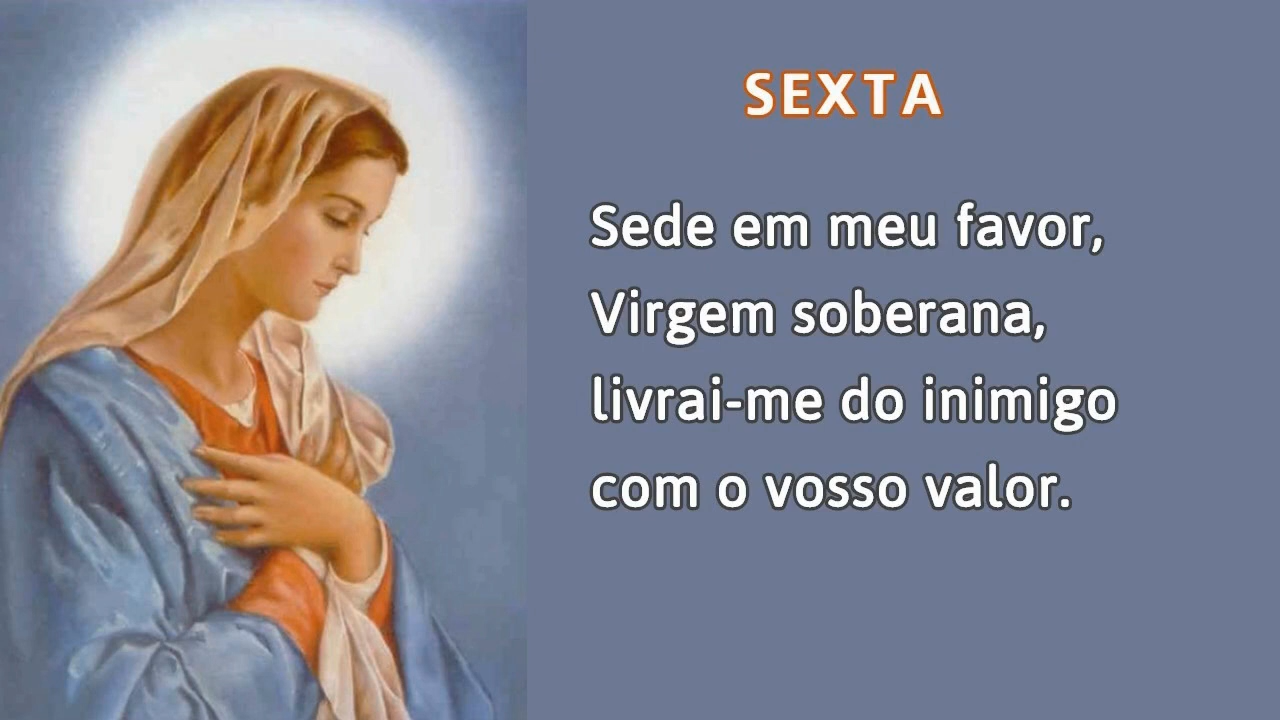 SEXTA
Sede em meu favor,
Virgem soberana,
livrai-me do inimigo
com o vosso valor.